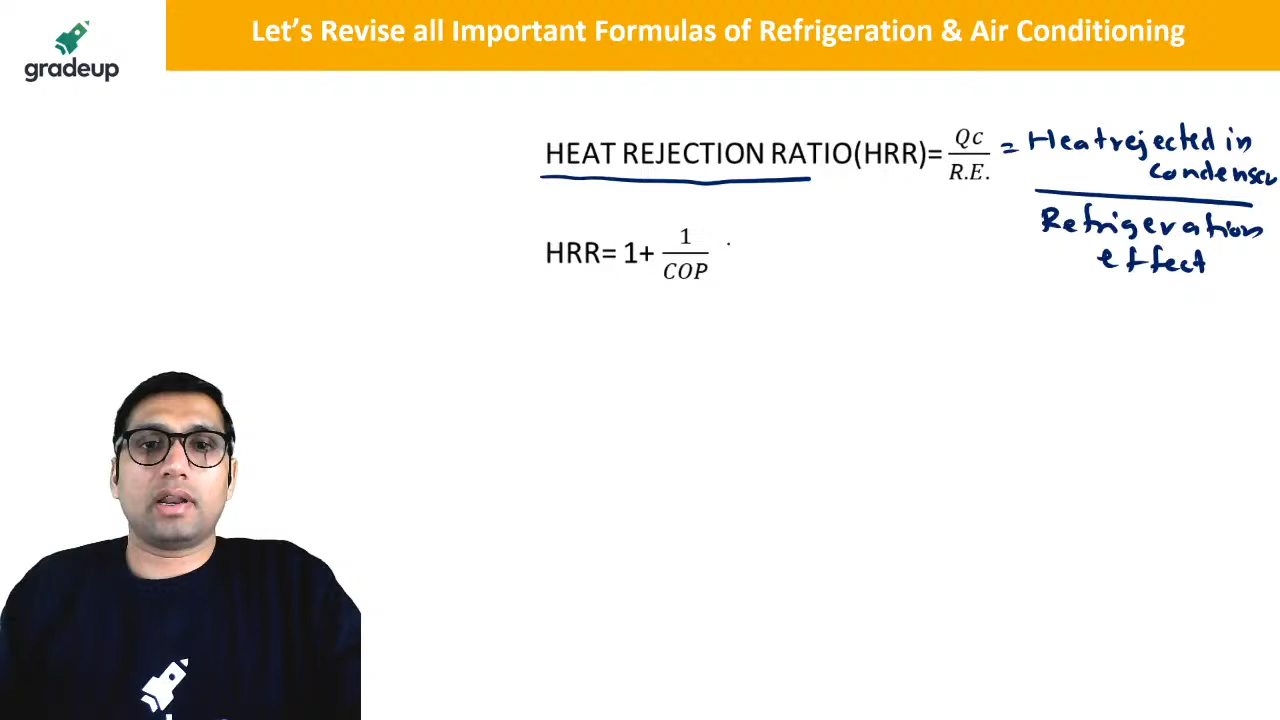 Let's Revise all Important Formulas of Refrigeration & Air Conditioning
gradeup
HEAT REJECTION RATIO(HRR)= Qc/R.E. = Heat rejected in
condenser
Refrigeration
effect
HRR= 1+ 1/COP